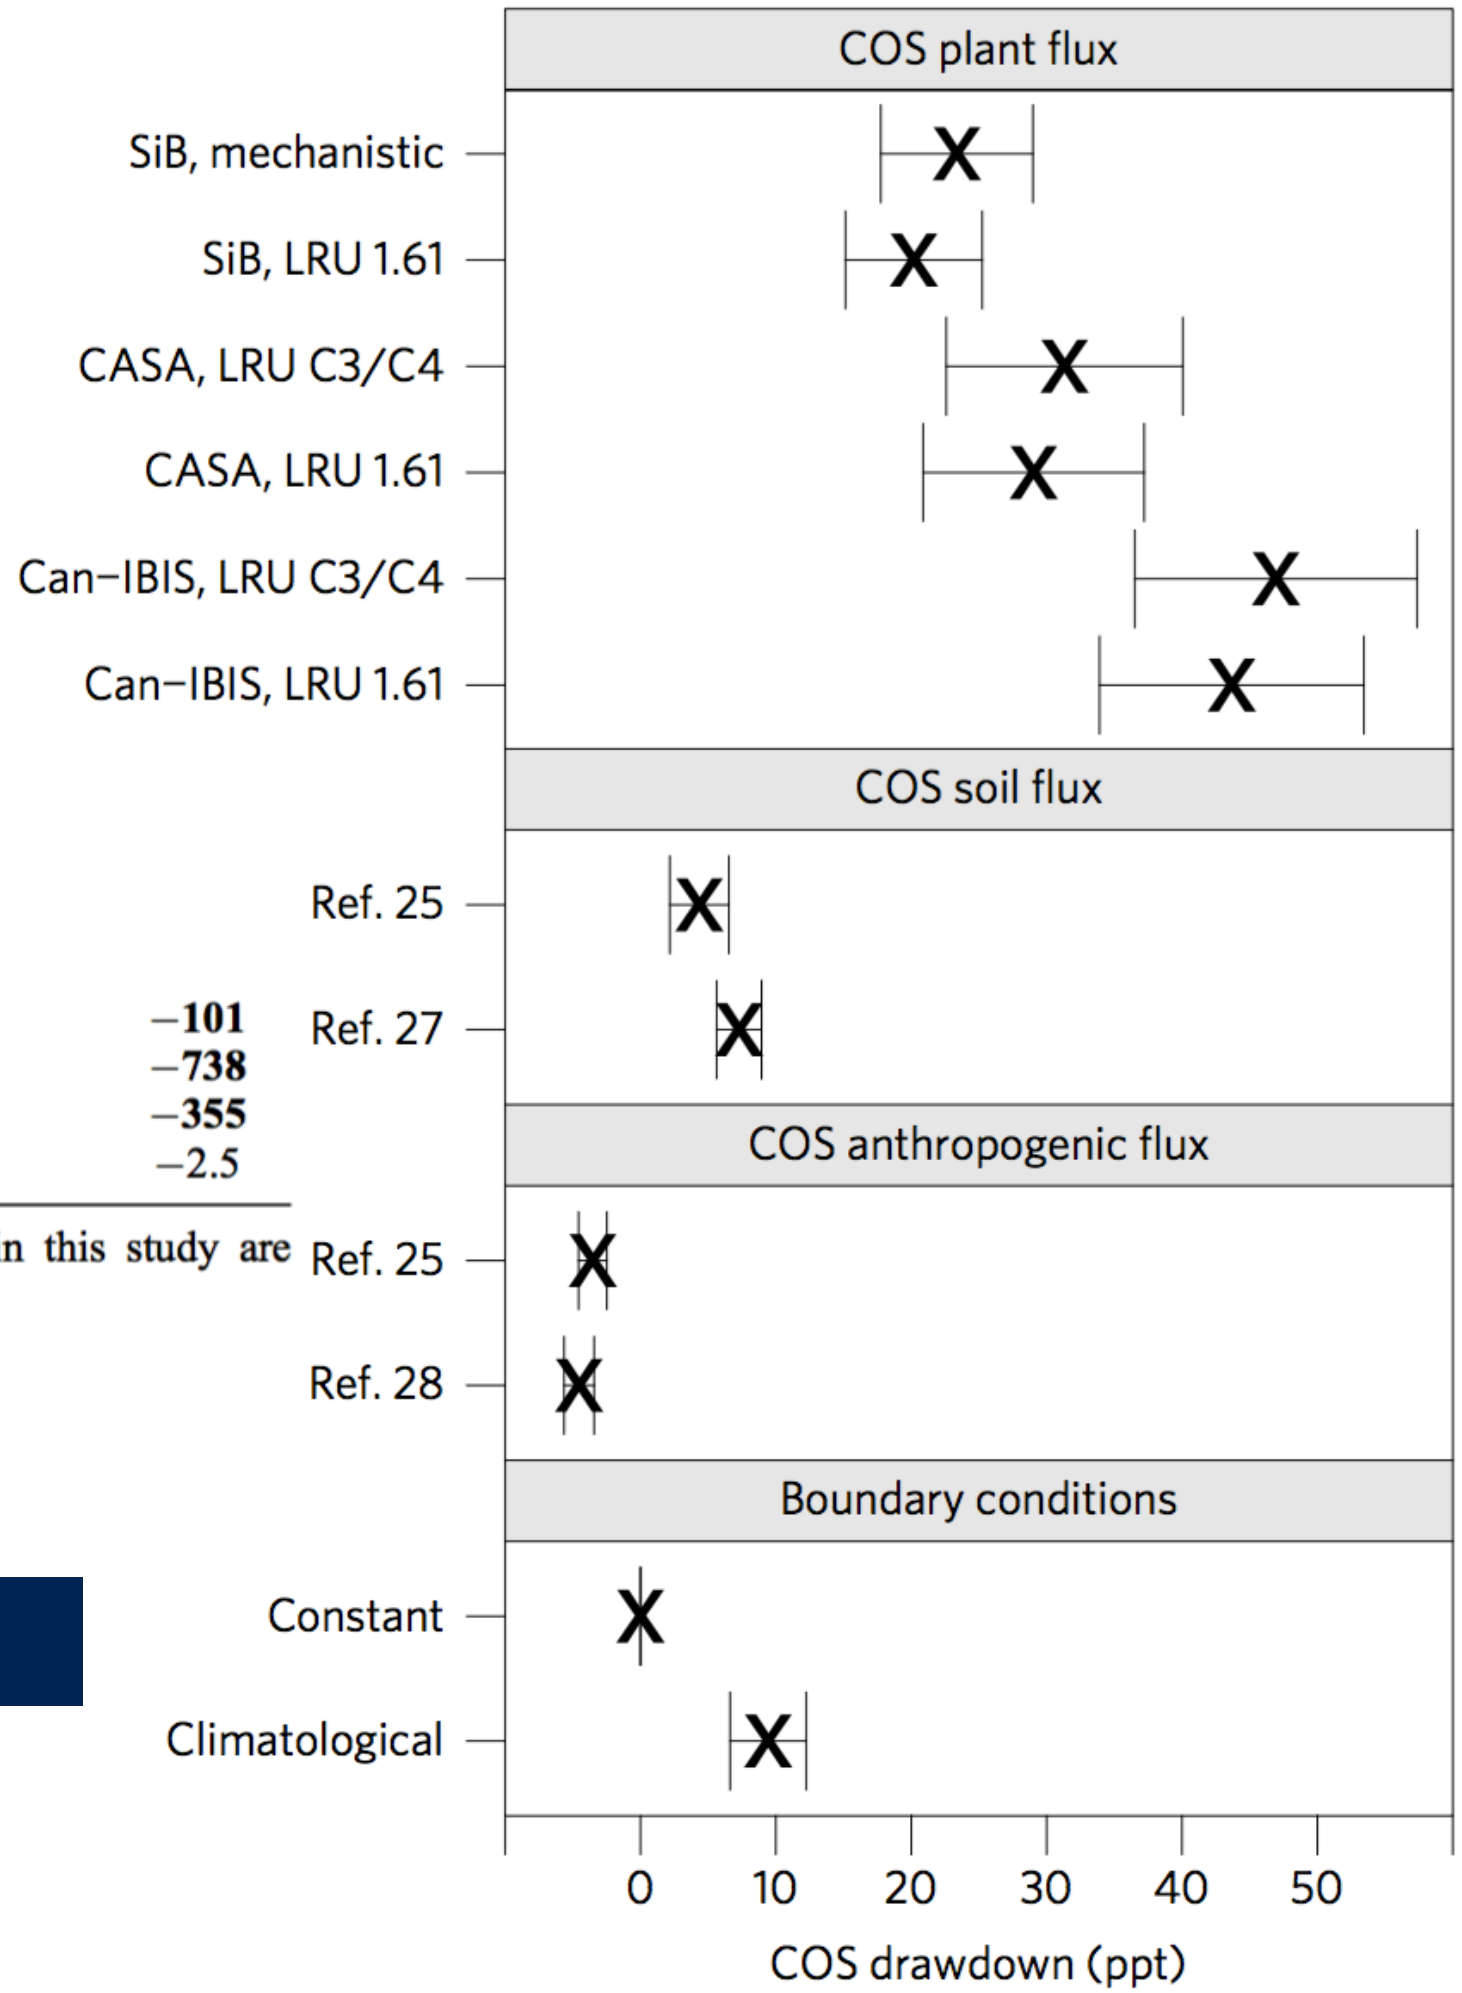 COS plant flux
SiB, mechanistic
SiB, LRU 1.61
CASA, LRU C3/C4
CASA, LRU 1.61
Can−IBIS, LRU C3/C4
Can−IBIS, LRU 1.61
COS soil flux
Ref. 25
Ref. 27
−101
−738
−355
−2.5
in this study are
COS anthropogenic flux
Ref. 25
Ref. 28
Boundary conditions
Constant
Climatological
0 10 20 30 40 50
COS drawdown (ppt)